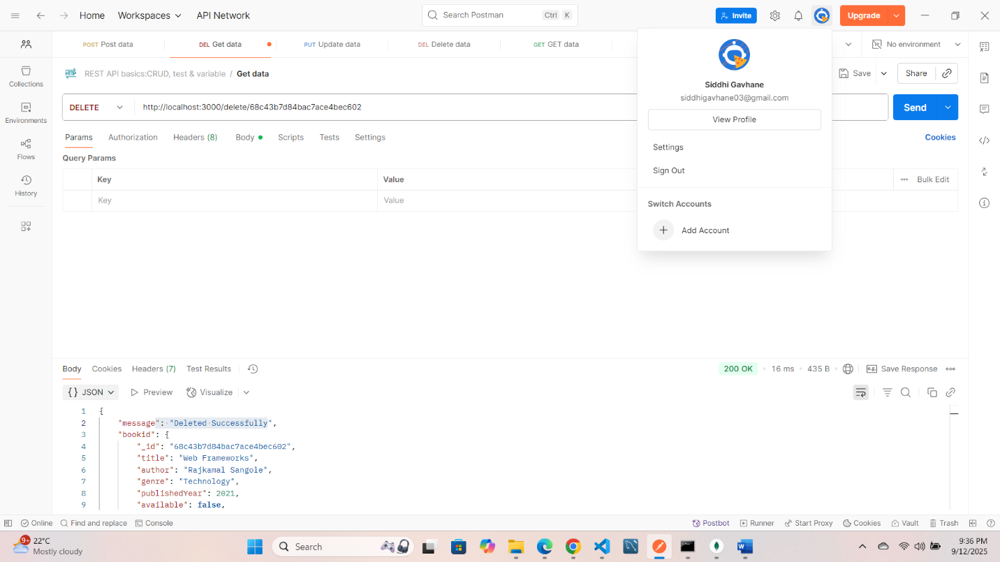 Home Workspaces API Network Search Postman Ctrl K Invite Upgrade
POST Post data DEL Get data PUT Update data DEL Delete data GET GET data No environment
HTTP REST API basics:CRUD, test & variable / Get data Save Share
DELETE http://localhost:3000/delete/68c43b7d84bac7ace4bec602 Send
Params Authorization Headers (8) Body Scripts Tests Settings Cookies
Query Params
Key Value Bulk Edit
Key Value
Collections
Environments
Flows
History
Siddhi Gavhane
siddhigavhane03@gmail.com
View Profile
Settings
Sign Out
Switch Accounts
Add Account
Body Cookies Headers (7) Test Results 200 OK • 16 ms • 435 B • e.g. Save Response
{} JSON Preview Visualize
1 {
2 "message": "Deleted Successfully",
3 "bookid": {
4 "_id": "68c43b7d84bac7ace4bec602",
5 "title": "Web Frameworks",
6 "author": "Rajkamal Sangole",
7 "genre": "Technology",
8 "publishedYear": 2021,
9 "available": false,
Online Find and replace Console Postbot Runner Start Proxy Cookies Vault Trash
9+ 22°C
Mostly cloudy
Search
9:36 PM
9/12/2025